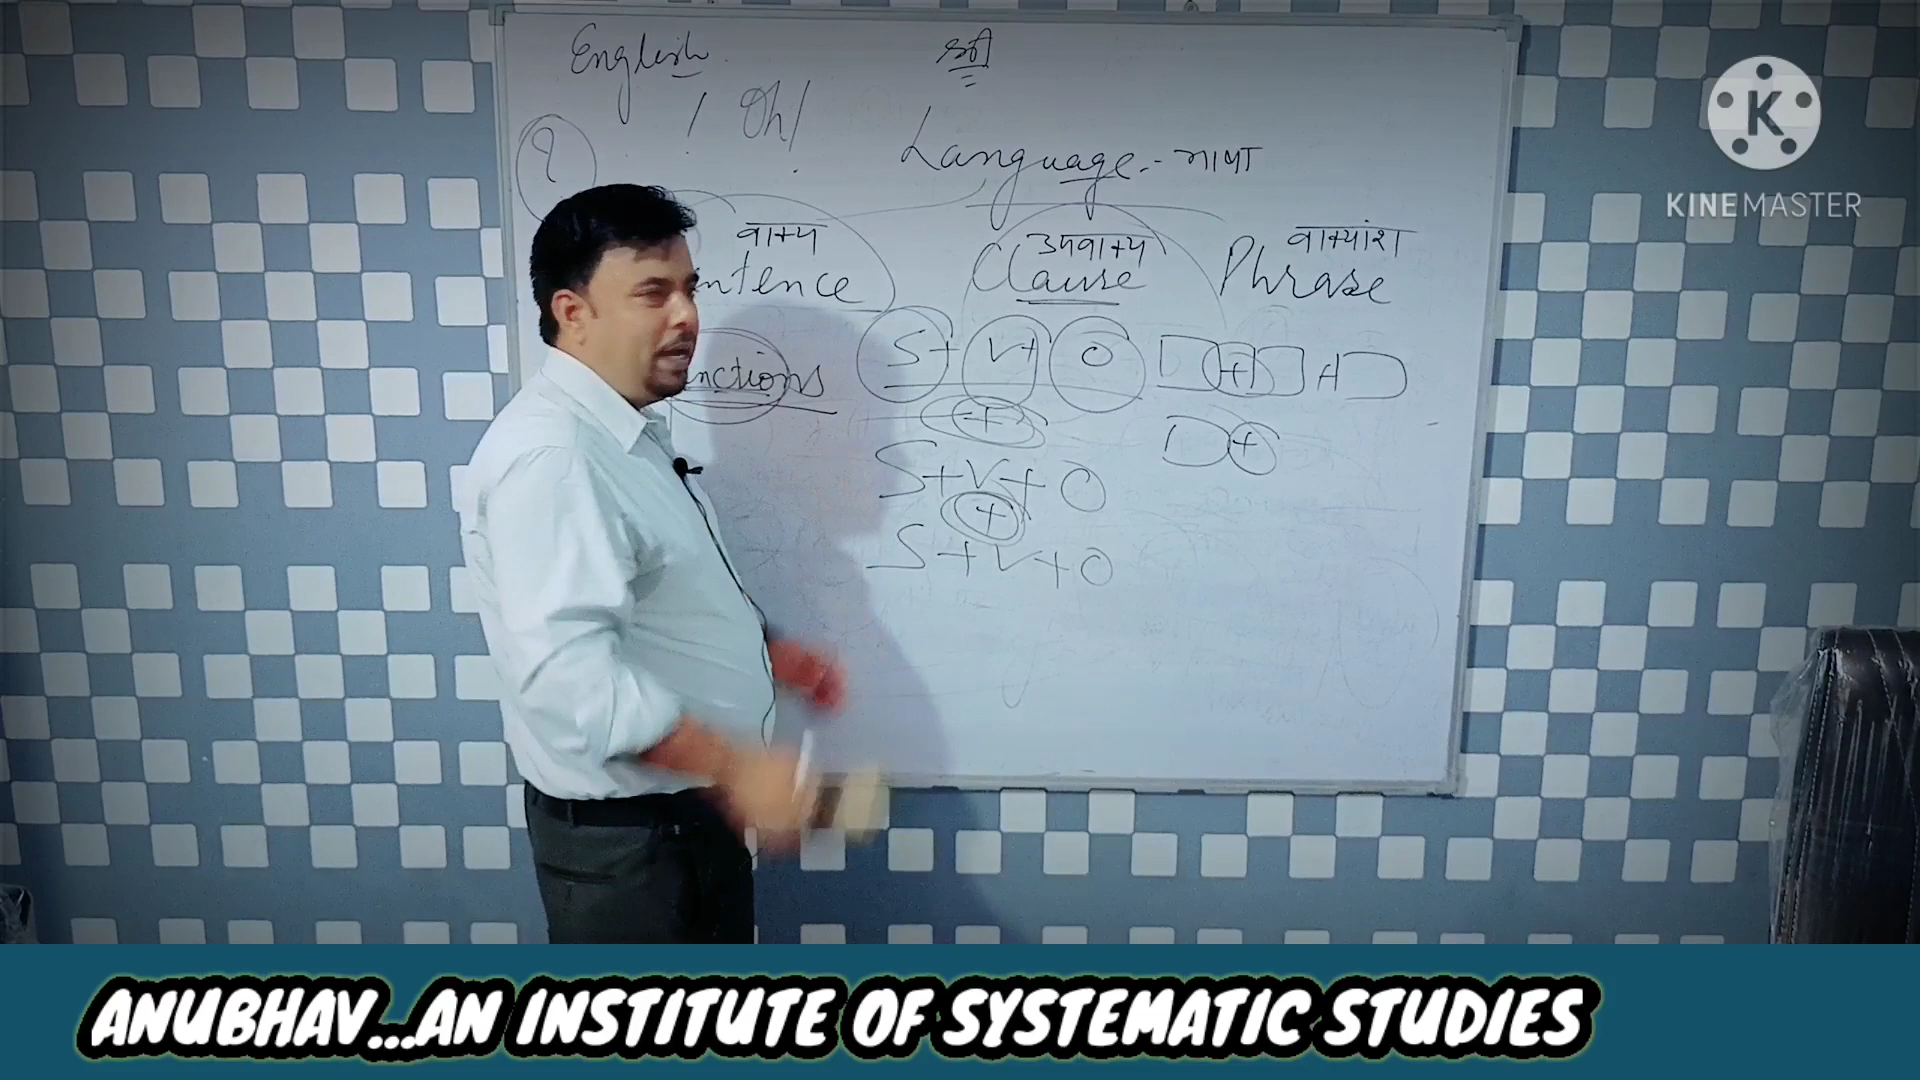 English श्री
! Oh!
Language - भाषा
वाक्य उपवाक्य वाक्यांश
ntence Clause Phrase
nctions S + V + O
+
S + V + O
+
S + V + O
K
KINEMASTER
ANUBHAV...AN INSTITUTE OF SYSTEMATIC STUDIES